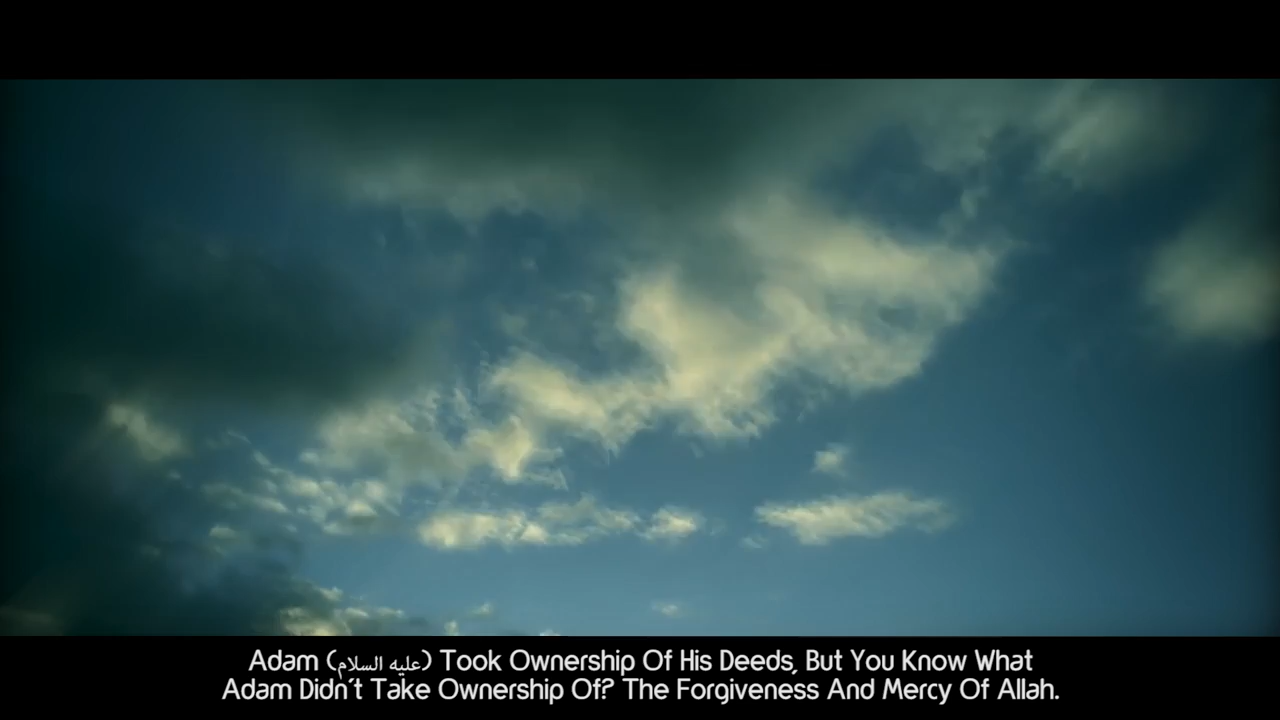 Adam (عليه السلام) Took Ownership Of His Deeds, But You Know What
Adam Didn't Take Ownership Of? The Forgiveness And Mercy Of Allah.